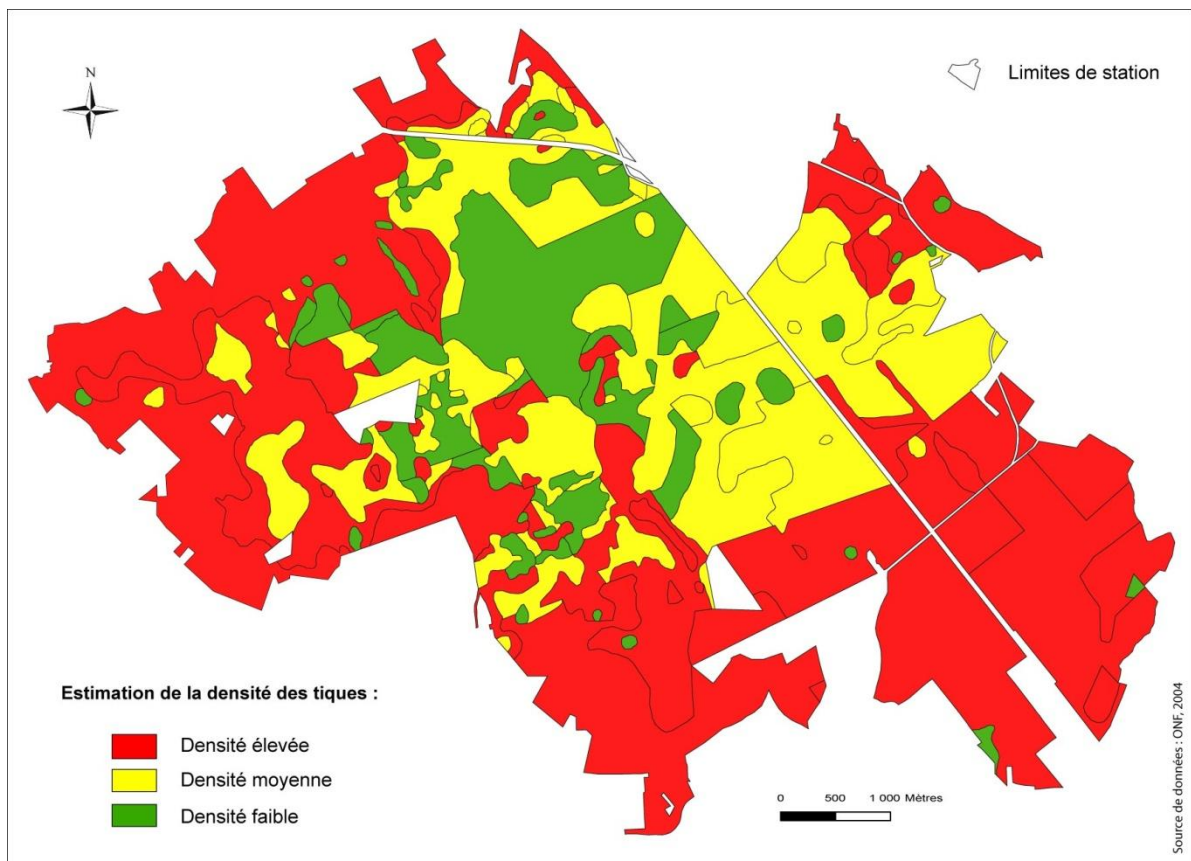 N
Limites de station
Estimation de la densité des tiques :
Densité élevée
Densité moyenne
Densité faible
0 500 1 000 Mètres
Source de données : ONF, 2004